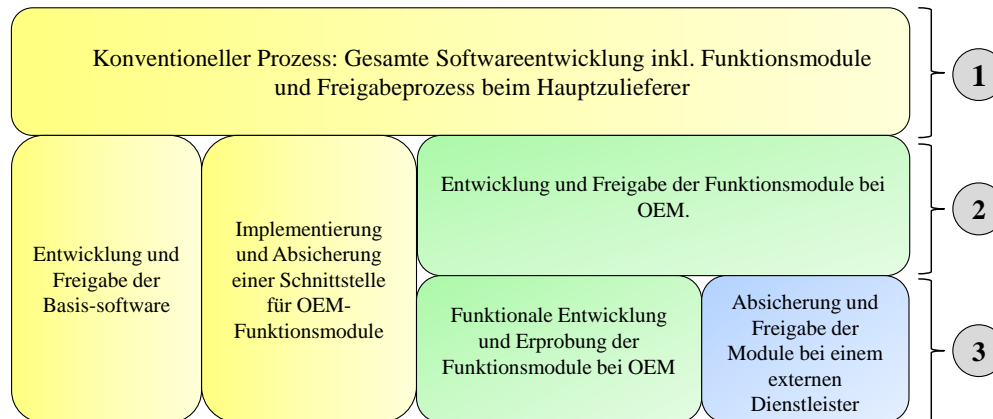 Konventioneller Prozess: Gesamte Softwareentwicklung inkl. Funktionsmodule
und Freigabeprozess beim Hauptzulieferer
1
Entwicklung und Freigabe der Funktionsmodule bei
OEM.
2
Entwicklung und
Freigabe der
Basis-software
Implementierung
und Absicherung
einer Schnittstelle
für OEM-
Funktionsmodule
Funktionale Entwicklung
und Erprobung der
Funktionsmodule bei OEM
Absicherung und
Freigabe der
Module bei einem
externen
Dienstleister
3